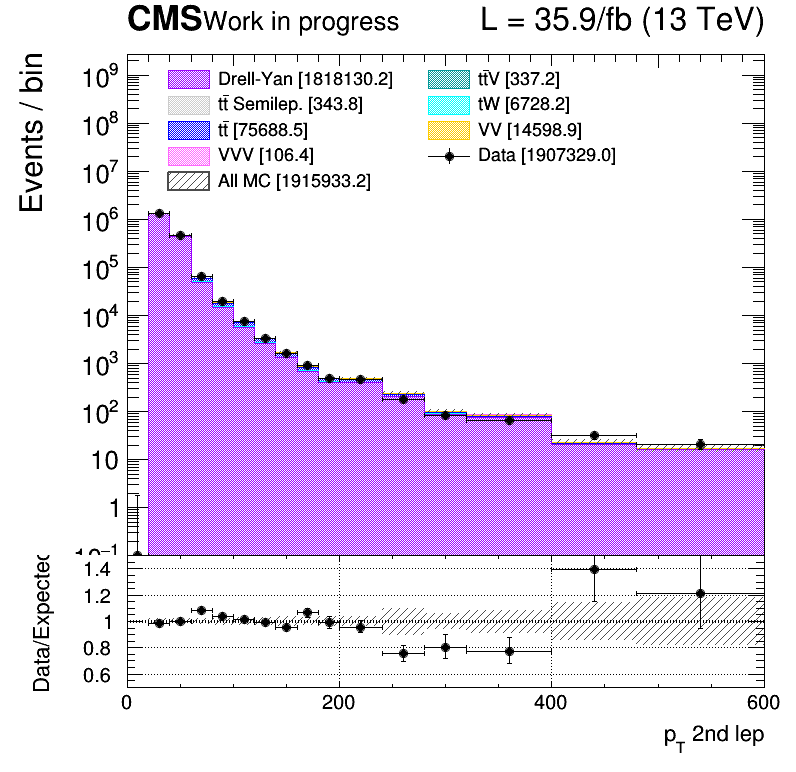 CMS Work in progress L = 35.9/fb (13 TeV)
Events / bin
Drell-Yan [1818130.2] tt̄V [337.2]
tt̄ Semilep. [343.8] tW [6728.2]
tt̄ [75688.5] VV [14598.9]
VVV [106.4] Data [1907329.0]
All MC [1915933.2]
10⁹
10⁸
10⁷
10⁶
10⁵
10⁴
10³
10²
10
1
10⁻¹
Data/Expected
1.4
1.2
1
0.8
0.6
0 200 400 600
p_T 2nd lep